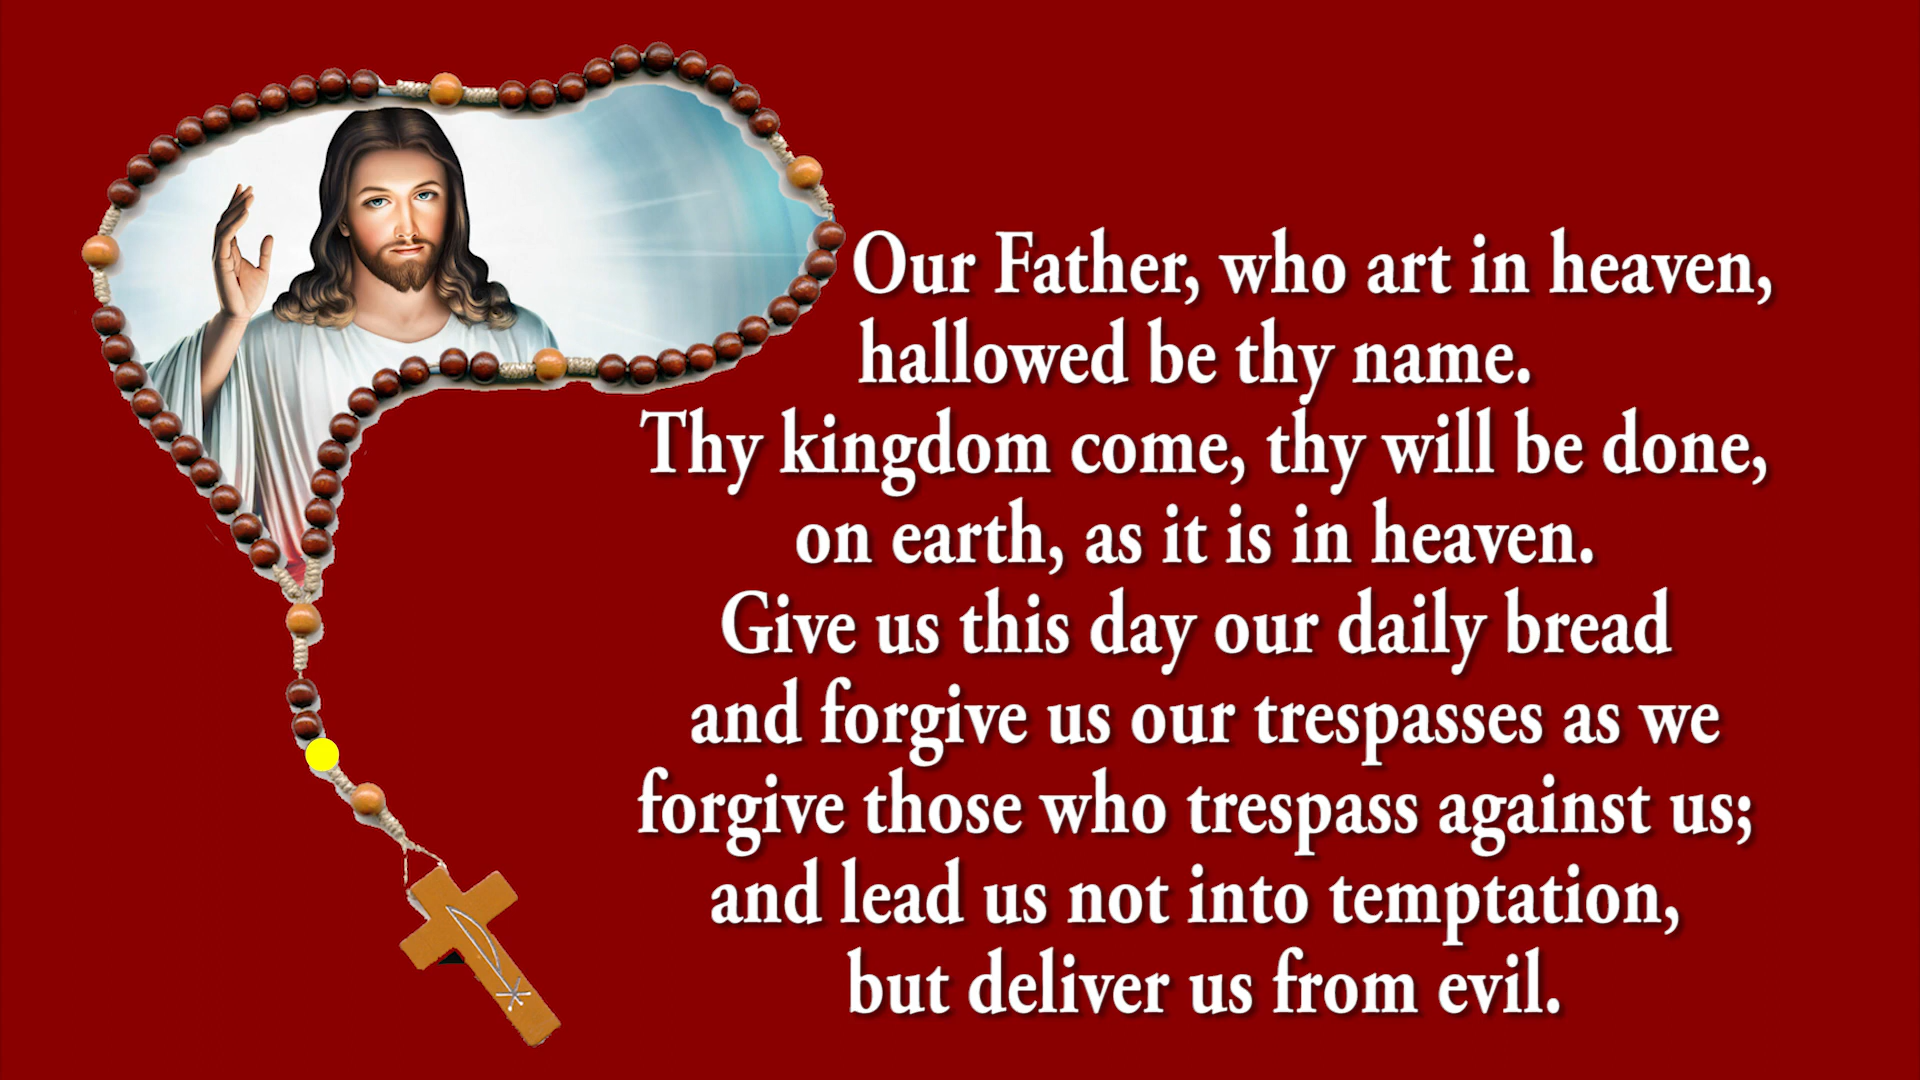 Our Father, who art in heaven,
hallowed be thy name.
Thy kingdom come, thy will be done,
on earth, as it is in heaven.
Give us this day our daily bread
and forgive us our trespasses as we
forgive those who trespass against us;
and lead us not into temptation,
but deliver us from evil.